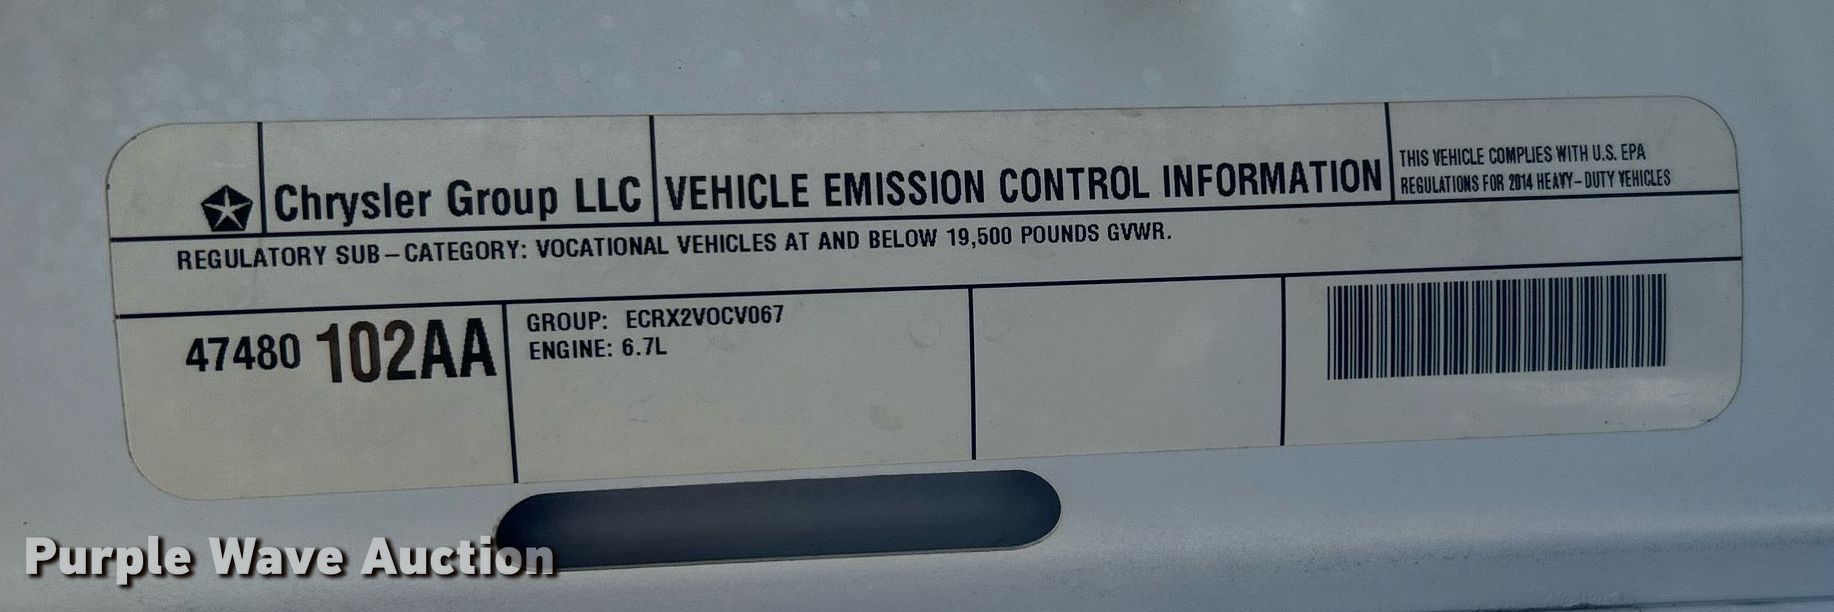 Chrysler Group LLC
VEHICLE EMISSION CONTROL INFORMATION
THIS VEHICLE COMPLIES WITH U.S. EPA
REGULATIONS FOR 2014 HEAVY-DUTY VEHICLES
REGULATORY SUB-CATEGORY: VOCATIONAL VEHICLES AT AND BELOW 19,500 POUNDS GVWR.
47480 102AA
GROUP: ECRX2VOCV067
ENGINE: 6.7L
Purple Wave Auction